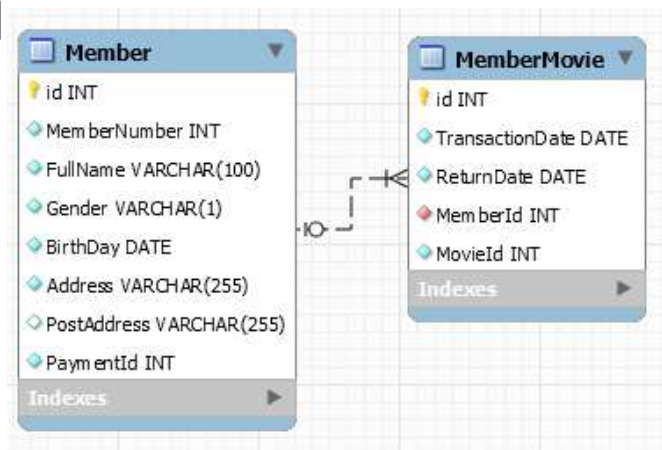 Member
id INT
MemberNumber INT
FullName VARCHAR(100)
Gender VARCHAR(1)
BirthDay DATE
Address VARCHAR(255)
PostAddress VARCHAR(255)
PaymentId INT
Indexes
MemberMovie
id INT
TransactionDate DATE
ReturnDate DATE
MemberId INT
MovieId INT
Indexes